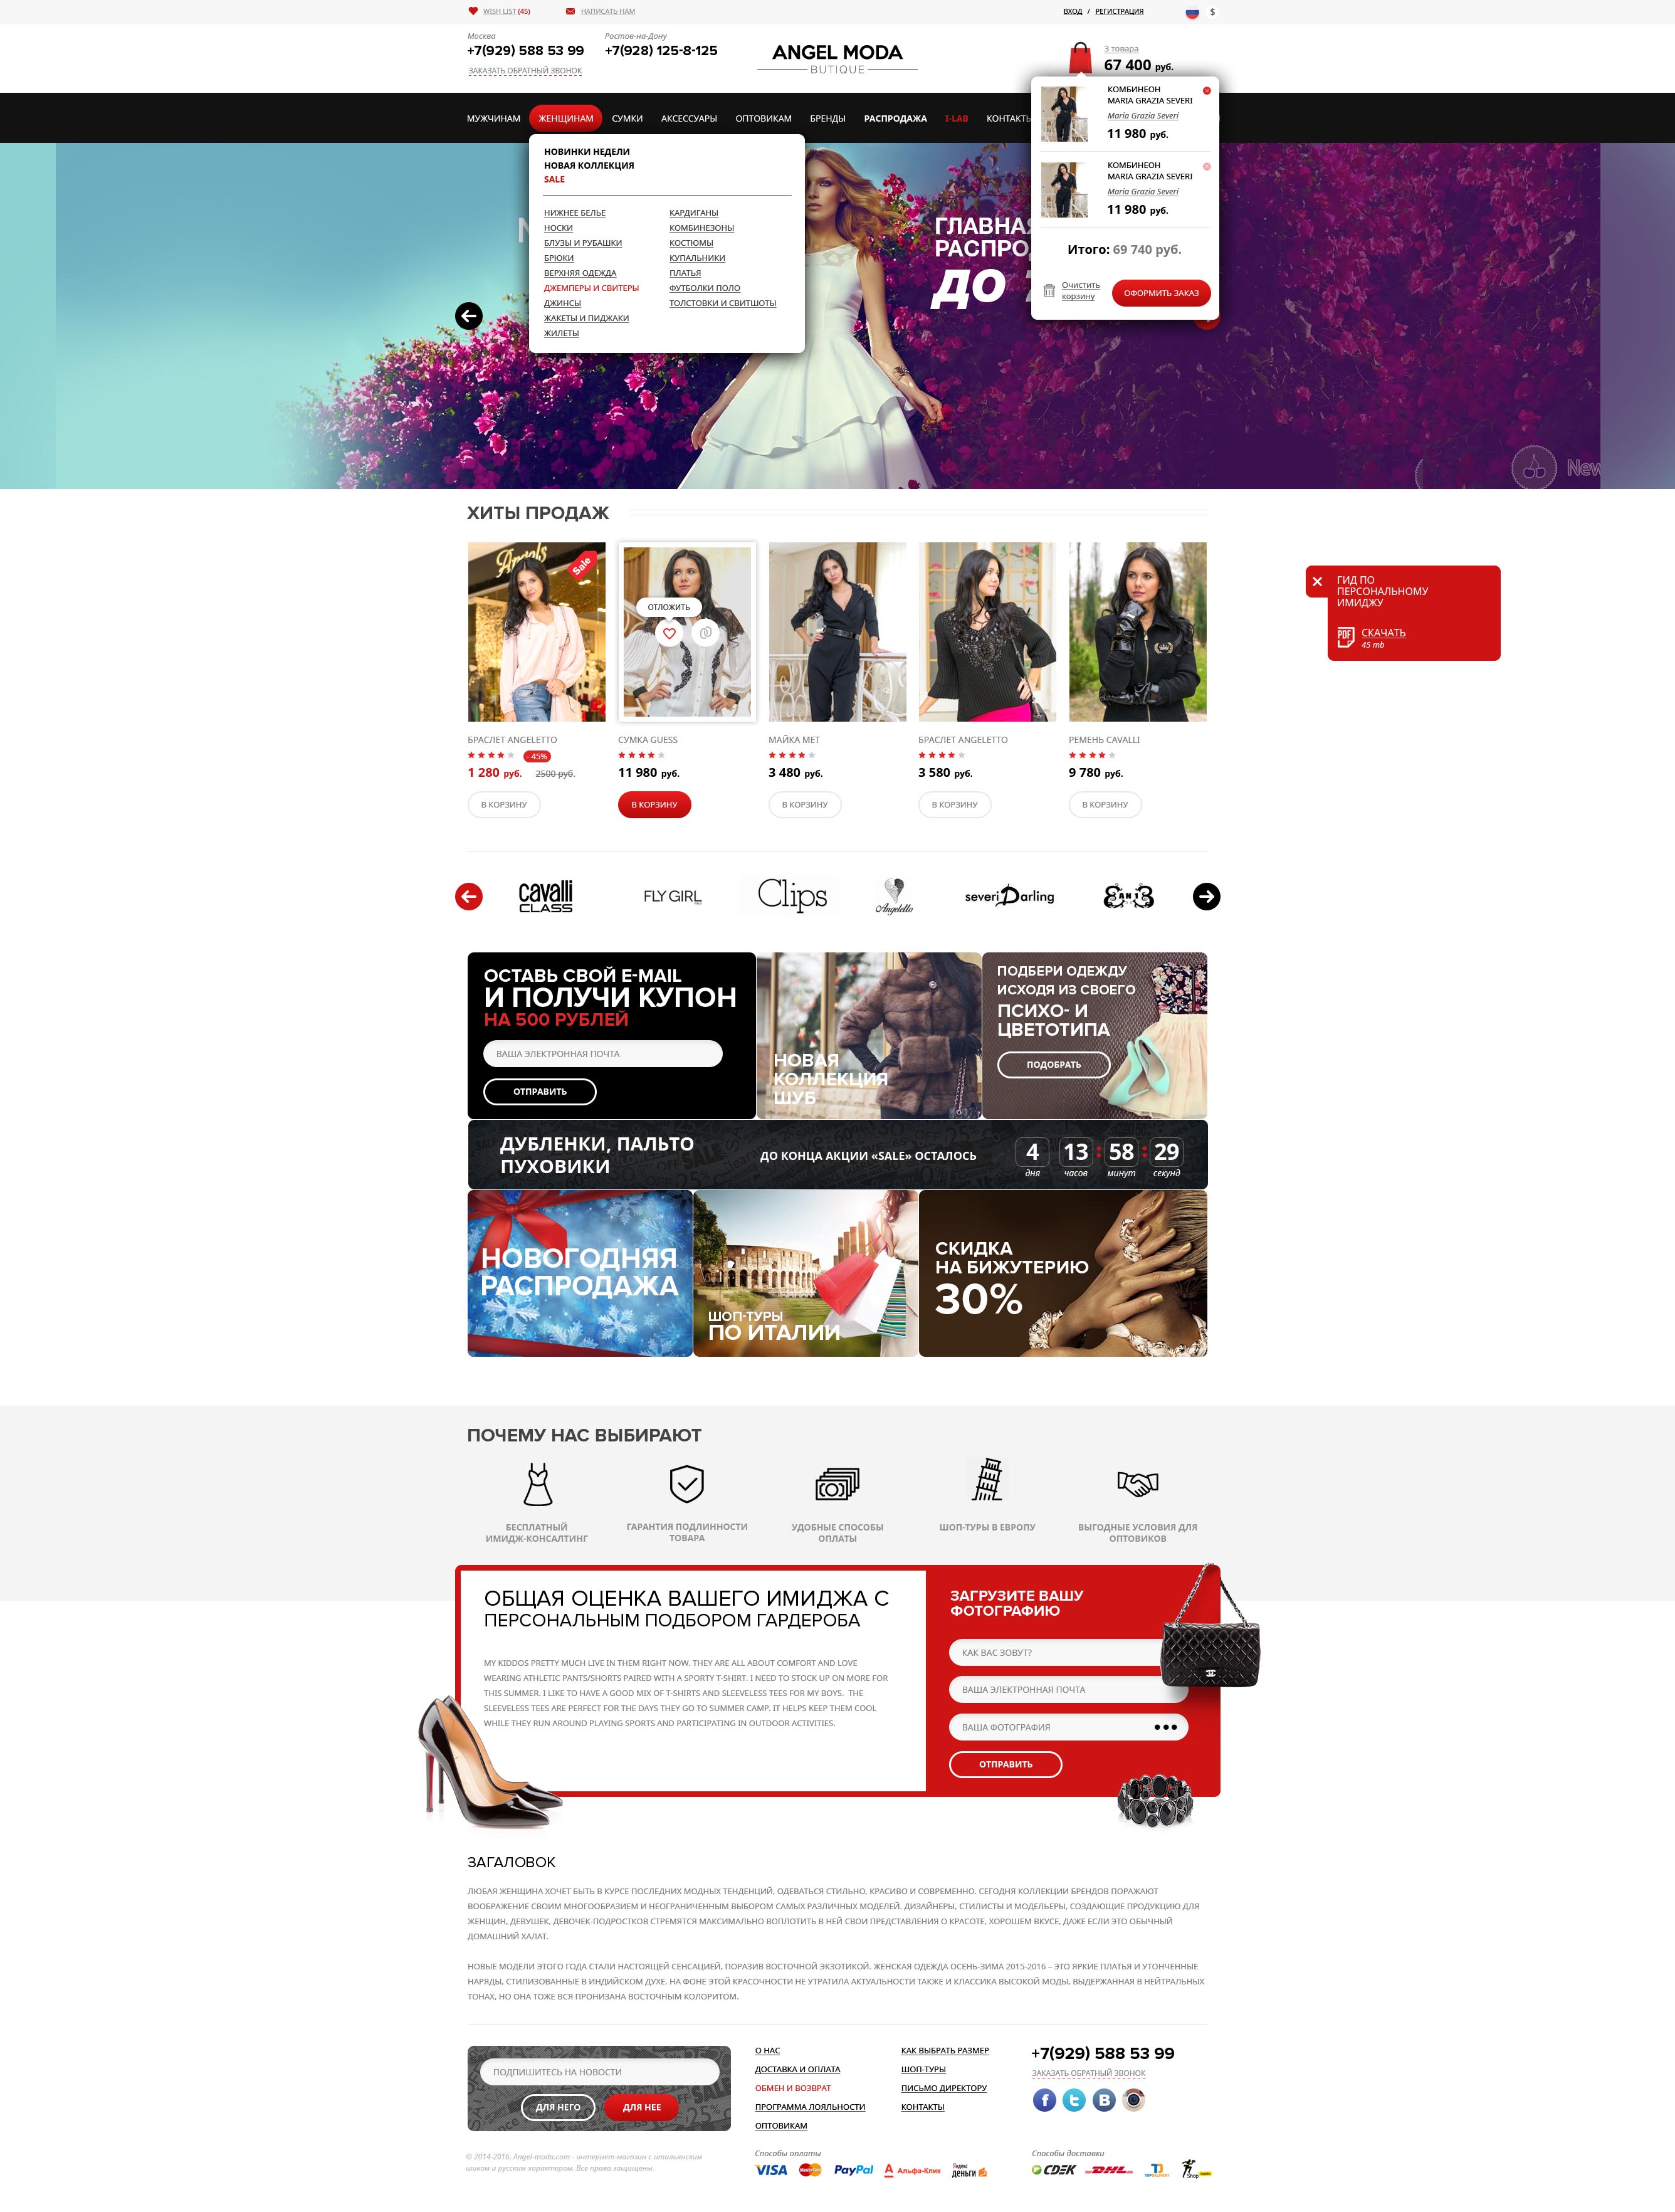 WISH LIST (45)
НАПИСАТЬ НАМ
ВХОД / РЕГИСТРАЦИЯ
$
Москва
+7(929) 588 53 99
ЗАКАЗАТЬ ОБРАТНЫЙ ЗВОНОК
Ростов-на-Дону
+7(928) 125-8-125
ANGEL MODA
BUTIQUE
3 товара
67 400 руб.
МУЖЧИНАМ
ЖЕНЩИНАМ
СУМКИ
АКСЕССУАРЫ
ОПТОВИКАМ
БРЕНДЫ
РАСПРОДАЖА
I-LAB
КОНТАКТЫ
КОМБИНЕОН
MARIA GRAZIA SEVERI
Maria Grazia Severi
11 980 руб.
КОМБИНЕОН
MARIA GRAZIA SEVERI
Maria Grazia Severi
11 980 руб.
Итого: 69 740 руб.
Очистить
корзину
ОФОРМИТЬ ЗАКАЗ
НОВИНКИ НЕДЕЛИ
НОВАЯ КОЛЛЕКЦИЯ
SALE
НИЖНЕЕ БЕЛЬЕ
НОСКИ
БЛУЗЫ И РУБАШКИ
БРЮКИ
ВЕРХНЯЯ ОДЕЖДА
ДЖЕМПЕРЫ И СВИТЕРЫ
ДЖИНСЫ
ЖАКЕТЫ И ПИДЖАКИ
ЖИЛЕТЫ
КАРДИГАНЫ
КОМБИНЕЗОНЫ
КОСТЮМЫ
КУПАЛЬНИКИ
ПЛАТЬЯ
ФУТБОЛКИ ПОЛО
ТОЛСТОВКИ И СВИТШОТЫ
ГЛАВНА
РАСПРО
до
New
ХИТЫ ПРОДАЖ
Angels
Sale
ОТЛОЖИТЬ
БРАСЛЕТ ANGELETTO
- 45%
1 280 руб. 2500 руб.
В КОРЗИНУ
СУМКА GUESS
11 980 руб.
В КОРЗИНУ
МАЙКА MET
3 480 руб.
В КОРЗИНУ
БРАСЛЕТ ANGELETTO
3 580 руб.
В КОРЗИНУ
РЕМЕНЬ CAVALLI
9 780 руб.
В КОРЗИНУ
ГИД ПО
ПЕРСОНАЛЬНОМУ
ИМИДЖУ
PDF
СКАЧАТЬ
45 mb
cavalli
CLASS
FLY GIRL
Clips
Angeletto
severi Darling
ОСТАВЬ СВОЙ E-MAIL
И ПОЛУЧИ КУПОН
НА 500 РУБЛЕЙ
ВАША ЭЛЕКТРОННАЯ ПОЧТА
ОТПРАВИТЬ
НОВАЯ
КОЛЛЕКЦИЯ
ШУБ
ПОДБЕРИ ОДЕЖДУ
ИСХОДЯ ИЗ СВОЕГО
ПСИХО- И
ЦВЕТОТИПА
ПОДОБРАТЬ
ДУБЛЕНКИ, ПАЛЬТО
ПУХОВИКИ
ДО КОНЦА АКЦИИ «SALE» ОСТАЛОСЬ
4 13 : 58 : 29
дня часов минут секунд
НОВОГОДНЯЯ
РАСПРОДАЖА
ШОП-ТУРЫ
ПО ИТАЛИИ
СКИДКА
НА БИЖУТЕРИЮ
30%
ПОЧЕМУ НАС ВЫБИРАЮТ
БЕСПЛАТНЫЙ
ИМИДЖ-КОНСАЛТИНГ
ГАРАНТИЯ ПОДЛИННОСТИ
ТОВАРА
УДОБНЫЕ СПОСОБЫ
ОПЛАТЫ
ШОП-ТУРЫ В ЕВРОПУ
ВЫГОДНЫЕ УСЛОВИЯ ДЛЯ
ОПТОВИКОВ
ОБЩАЯ ОЦЕНКА ВАШЕГО ИМИДЖА С
ПЕРСОНАЛЬНЫМ ПОДБОРОМ ГАРДЕРОБА
MY KIDDOS PRETTY MUCH LIVE IN THEM RIGHT NOW. THEY ARE ALL ABOUT COMFORT AND LOVE
WEARING ATHLETIC PANTS/SHORTS PAIRED WITH A SPORTY T-SHIRT. I NEED TO STOCK UP ON MORE FOR
THIS SUMMER. I LIKE TO HAVE A GOOD MIX OF T-SHIRTS AND SLEEVELESS TEES FOR MY BOYS. THE
SLEEVELESS TEES ARE PERFECT FOR THE DAYS THEY GO TO SUMMER CAMP, IT HELPS KEEP THEM COOL
WHILE THEY RUN AROUND PLAYING SPORTS AND PARTICIPATING IN OUTDOOR ACTIVITIES.
ЗАГРУЗИТЕ ВАШУ
ФОТОГРАФИЮ
КАК ВАС ЗОВУТ?
ВАША ЭЛЕКТРОННАЯ ПОЧТА
ВАША ФОТОГРАФИЯ
ОТПРАВИТЬ
ЗАГАЛОВОК
ЛЮБАЯ ЖЕНЩИНА ХОЧЕТ БЫТЬ В КУРСЕ ПОСЛЕДНИХ МОДНЫХ ТЕНДЕНЦИЙ, ОДЕВАТЬСЯ СТИЛЬНО, КРАСИВО И СОВРЕМЕННО. СЕГОДНЯ КОЛЛЕКЦИИ БРЕНДОВ ПОРАЖАЮТ
ВООБРАЖЕНИЕ СВОИМ МНОГООБРАЗИЕМ И НЕОГРАНИЧЕННЫМ ВЫБОРОМ САМЫХ РАЗЛИЧНЫХ МОДЕЛЕЙ. ДИЗАЙНЕРЫ, СТИЛИСТЫ И МОДЕЛЬЕРЫ, СОЗДАЮЩИЕ ПРОДУКЦИЮ ДЛЯ
ЖЕНЩИН, ДЕВУШЕК, ДЕВОЧЕК-ПОДРОСТКОВ СТРЕМЯТСЯ МАКСИМАЛЬНО ВОПЛОТИТЬ В НЕЙ СВОИ ПРЕДСТАВЛЕНИЯ О КРАСОТЕ, ХОРОШЕМ ВКУСЕ, ДАЖЕ ЕСЛИ ЭТО ОБЫЧНЫЙ
ДОМАШНИЙ ХАЛАТ.
НОВЫЕ МОДЕЛИ ЭТОГО ГОДА СТАЛИ НАСТОЯЩЕЙ СЕНСАЦИЕЙ, ПОРАЗИВ ВОСТОЧНОЙ ЭКЗОТИКОЙ. ЖЕНСКАЯ ОДЕЖДА ОСЕНЬ-ЗИМА 2015-2016 – ЭТО ЯРКИЕ ПЛАТЬЯ И УТОНЧЕННЫЕ
НАРЯДЫ, СТИЛИЗОВАННЫЕ В ИНДИЙСКОМ ДУХЕ. НА ФОНЕ ЭТОЙ КРАСОЧНОСТИ НЕ УТРАТИЛА АКТУАЛЬНОСТИ ТАКЖЕ И КЛАССИКА ВЫСОКОЙ МОДЫ, ВЫДЕРЖАННАЯ В НЕЙТРАЛЬНЫХ
ТОНАХ, НО ОНА ТОЖЕ ВСЯ ПРОНИЗАНА ВОСТОЧНЫМ КОЛОРИТОМ.
ПОДПИШИТЕСЬ НА НОВОСТИ
ДЛЯ НЕГО
ДЛЯ НЕЕ
О НАС
ДОСТАВКА И ОПЛАТА
ОБМЕН И ВОЗВРАТ
ПРОГРАММА ЛОЯЛЬНОСТИ
ОПТОВИКАМ
КАК ВЫБРАТЬ РАЗМЕР
ШОП-ТУРЫ
ПИСЬМО ДИРЕКТОРУ
КОНТАКТЫ
+7(929) 588 53 99
ЗАКАЗАТЬ ОБРАТНЫЙ ЗВОНОК
© 2014-2016. Angel-moda.com - интернет-магазин с итальянским
шиком и русским характером. Все права защищены.
Способы оплаты
VISA MasterCard PayPal Альфа-Клик Яндекс ДЕНЬГИ
Способы доставки
CDEK DHL TOP DELIVERY Shop